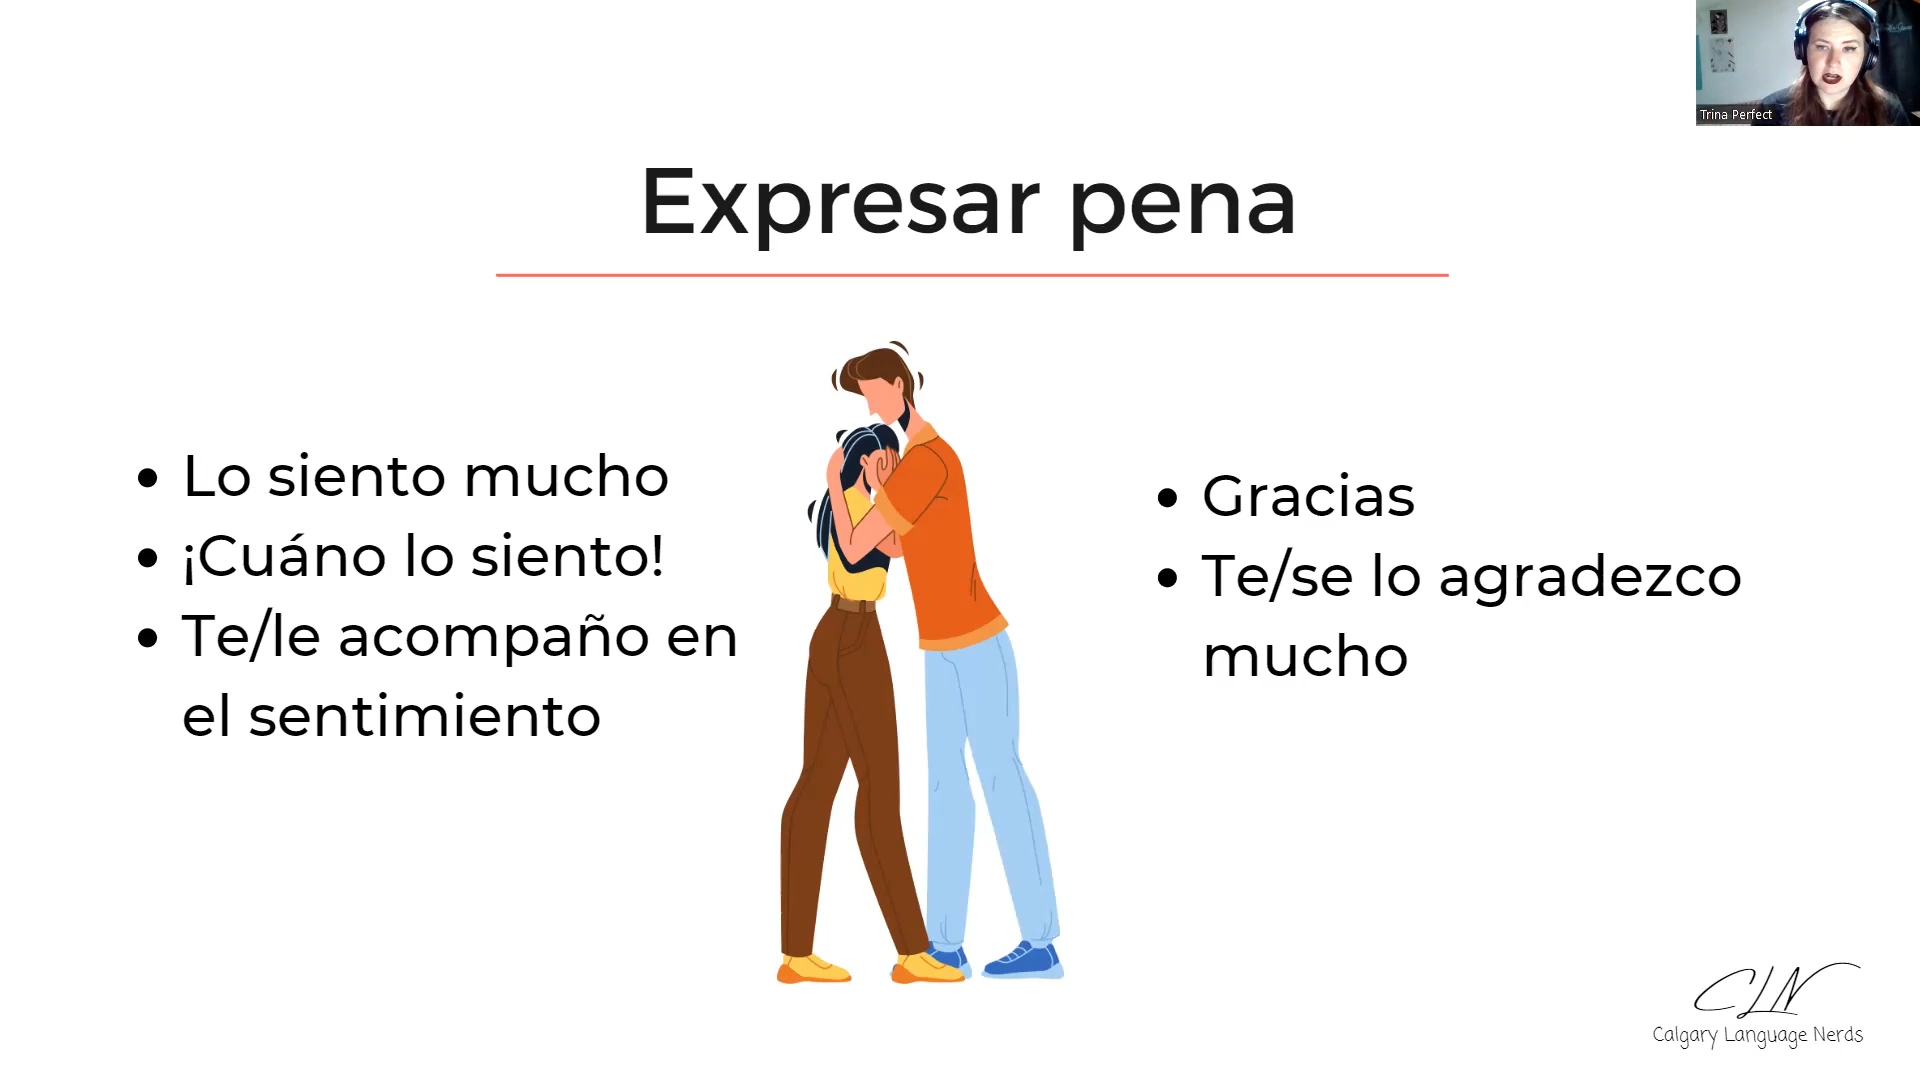 Trina Perfect
Expresar pena
• Lo siento mucho
• ¡Cuáno lo siento!
• Te/le acompaño en
el sentimiento
• Gracias
• Te/se lo agradezco
mucho
CLN
Calgary Language Nerds